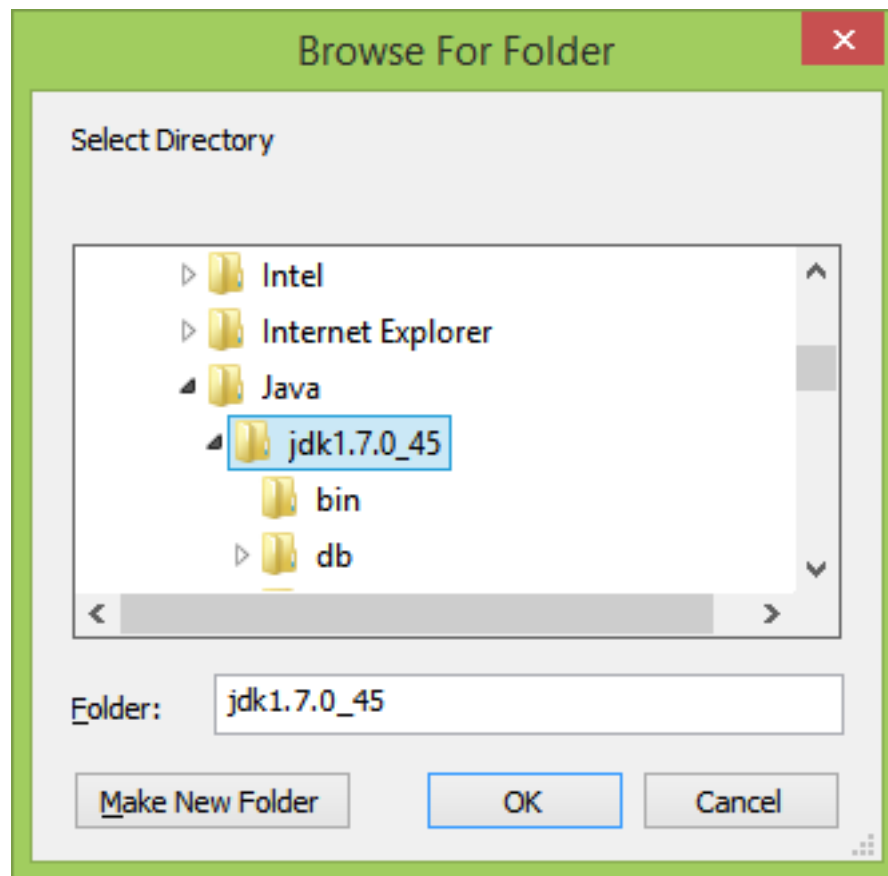 Browse For Folder
Select Directory
Intel
Internet Explorer
Java
jdk1.7.0_45
bin
db
Folder: jdk1.7.0_45
Make New Folder OK Cancel